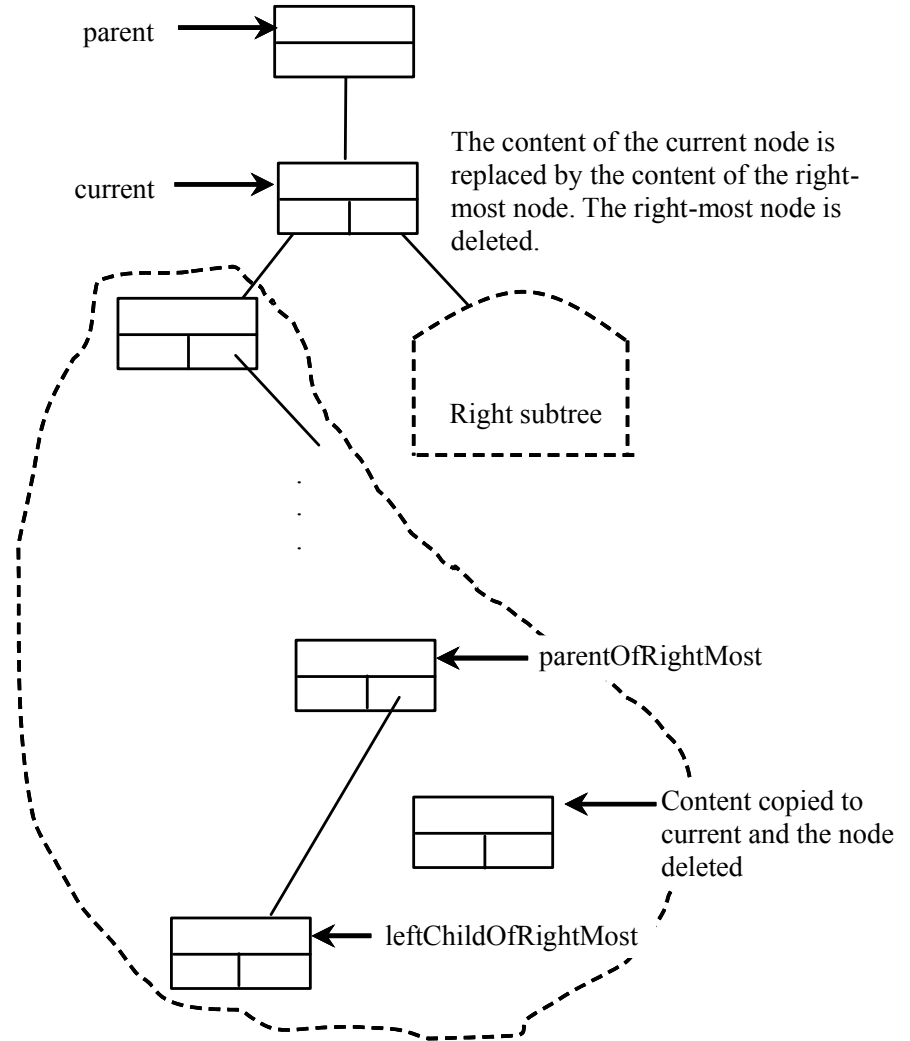 parent
The content of the current node is
replaced by the content of the right-
most node. The right-most node is
deleted.
current
Right subtree
.
.
.
parentOfRightMost
Content copied to
current and the node
deleted
leftChildOfRightMost